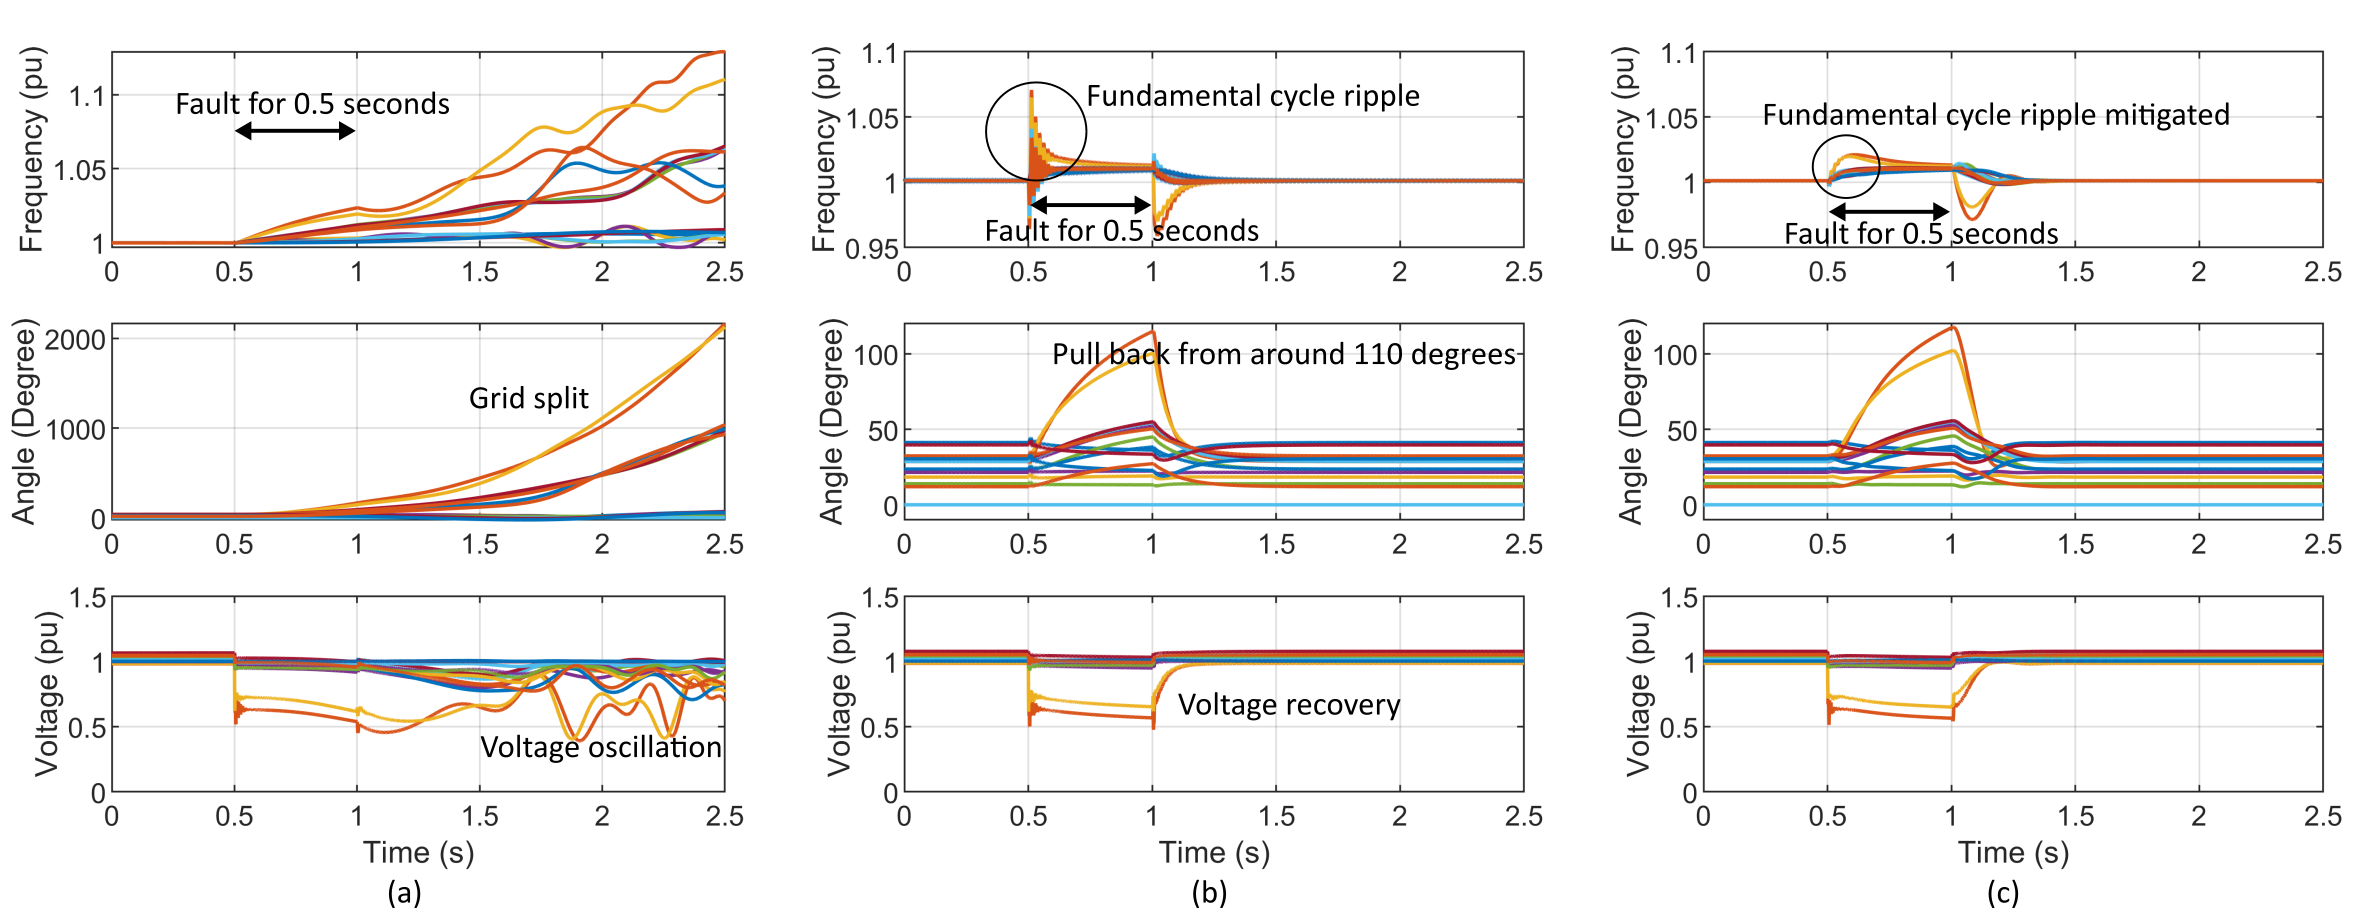 Frequency (pu)
1.1
1.05
1
Fault for 0.5 seconds
0 0.5 1 1.5 2 2.5
Angle (Degree)
2000
1000
0
Grid split
0 0.5 1 1.5 2 2.5
Voltage (pu)
1.5
1
0.5
0
Voltage oscillation
0 0.5 1 1.5 2 2.5
Time (s)
(a)
Frequency (pu)
1.1
1.05
1
0.95
Fundamental cycle ripple
Fault for 0.5 seconds
0 0.5 1 1.5 2 2.5
Angle (Degree)
100
50
0
Pull back from around 110 degrees
0 0.5 1 1.5 2 2.5
Voltage (pu)
1.5
1
0.5
0
Voltage recovery
0 0.5 1 1.5 2 2.5
Time (s)
(b)
Frequency (pu)
1.1
1.05
1
0.95
Fundamental cycle ripple mitigated
Fault for 0.5 seconds
0 0.5 1 1.5 2 2.5
Angle (Degree)
100
50
0
0 0.5 1 1.5 2 2.5
Voltage (pu)
1.5
1
0.5
0
0 0.5 1 1.5 2 2.5
Time (s)
(c)